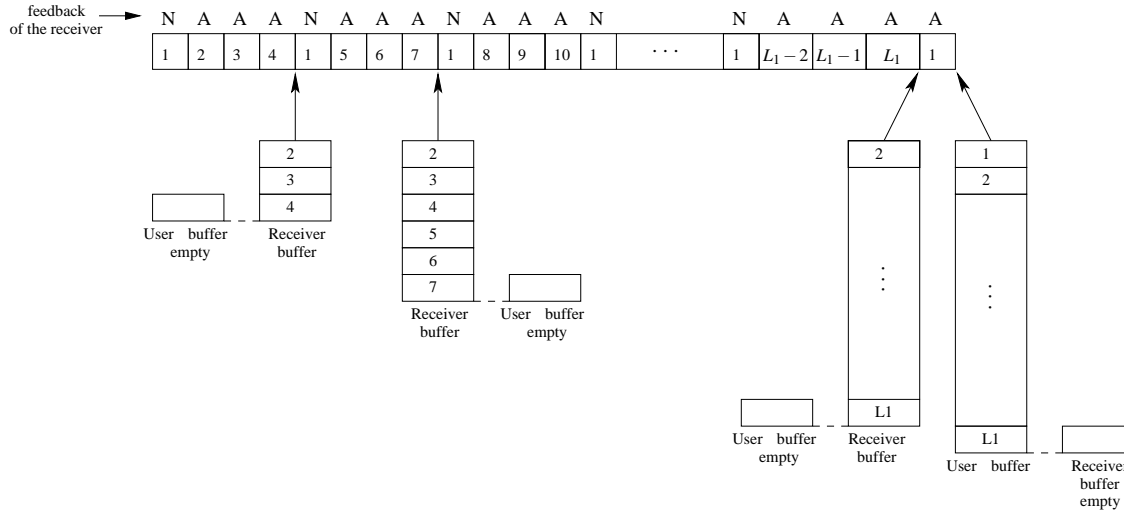 feedback
of the receiver
N A A A N A A A N A A A N N A A A A
1 2 3 4 1 5 6 7 1 8 9 10 1 ··· 1 L₁−2 L₁−1 L₁ 1
2
3
4
User buffer
empty
Receiver
buffer
2
3
4
5
6
7
Receiver
buffer
User buffer
empty
2
⋮
L1
User buffer
empty
Receiver
buffer
1
2
⋮
L1
User buffer
Receiver
buffer
empty